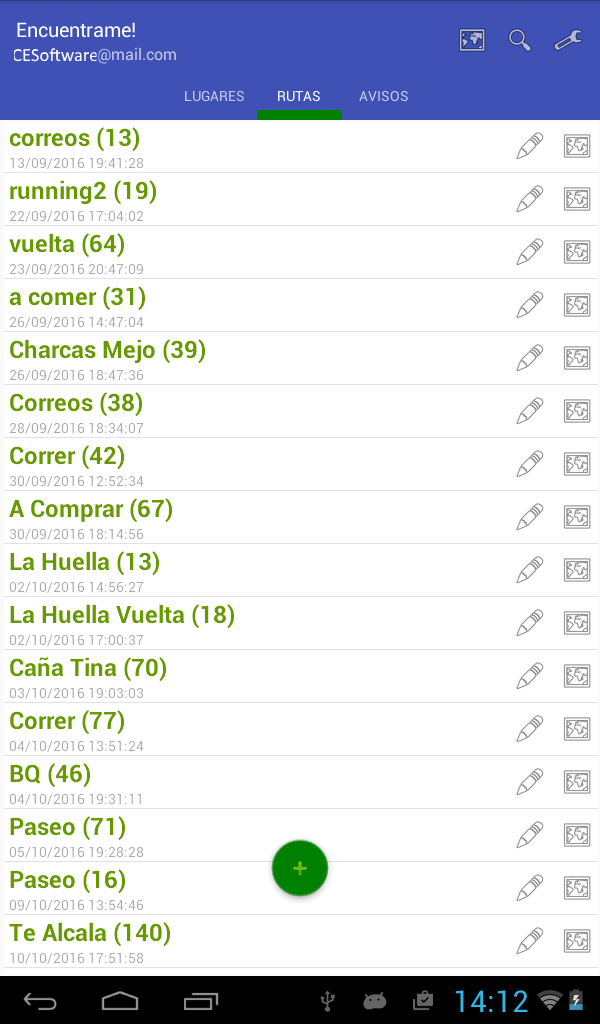 Encuentrame!
CESoftware@mail.com
LUGARES RUTAS AVISOS
correos (13)
13/09/2016 19:41:28
running2 (19)
22/09/2016 17:04:02
vuelta (64)
23/09/2016 20:47:09
a comer (31)
26/09/2016 14:47:04
Charcas Mejo (39)
26/09/2016 18:47:36
Correos (38)
28/09/2016 18:34:07
Correr (42)
30/09/2016 12:52:34
A Comprar (67)
30/09/2016 18:14:56
La Huella (13)
02/10/2016 14:56:27
La Huella Vuelta (18)
02/10/2016 17:00:37
Caña Tina (70)
03/10/2016 19:03:03
Correr (77)
04/10/2016 13:51:24
BQ (46)
04/10/2016 19:31:11
Paseo (71)
05/10/2016 19:28:28
+
Paseo (16)
09/10/2016 13:54:46
Te Alcala (140)
10/10/2016 17:51:58
14:12